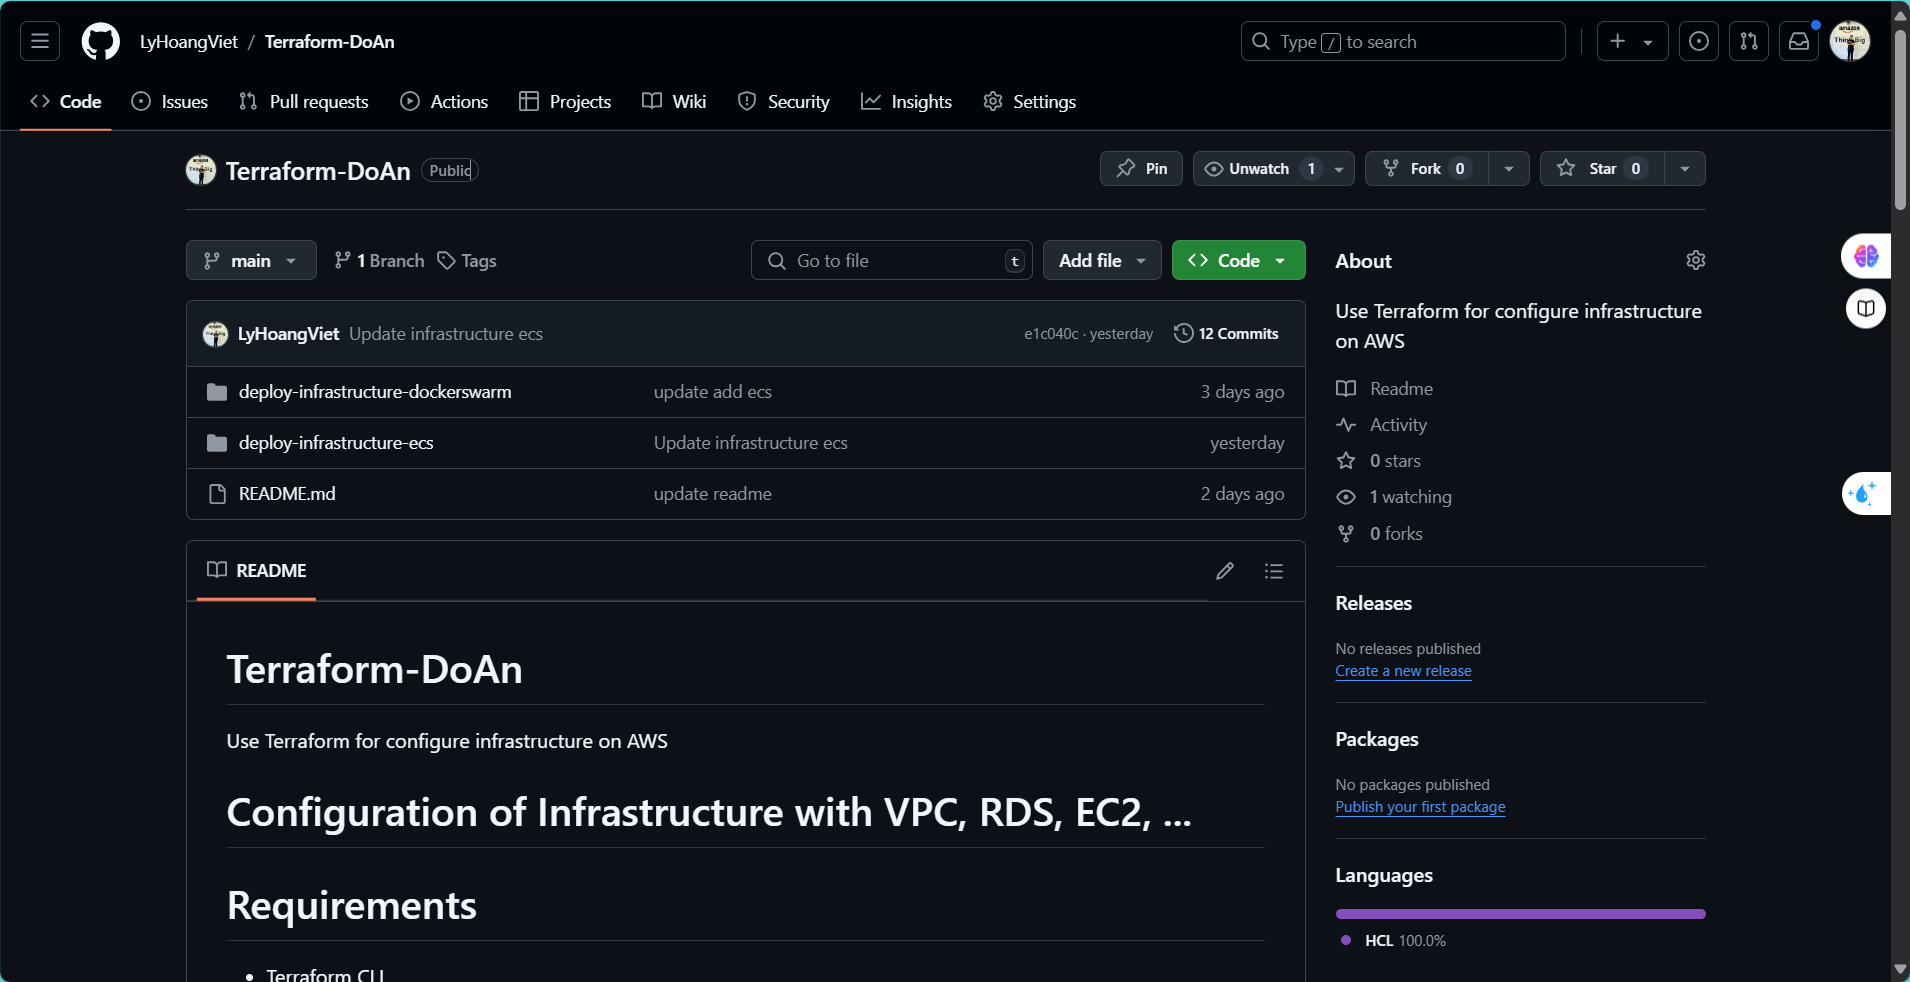 LyHoangViet / Terraform-DoAn
Type / to search
Code
Issues
Pull requests
Actions
Projects
Wiki
Security
Insights
Settings
Terraform-DoAn
Public
Pin
Unwatch 1
Fork 0
Star 0
main
1 Branch
Tags
Go to file
t
Add file
Code
LyHoangViet Update infrastructure ecs
e1c040c · yesterday
12 Commits
deploy-infrastructure-dockerswarm update add ecs 3 days ago
deploy-infrastructure-ecs Update infrastructure ecs yesterday
README.md update readme 2 days ago
README
Terraform-DoAn
Use Terraform for configure infrastructure on AWS
Configuration of Infrastructure with VPC, RDS, EC2, ...
Requirements
Terraform CLI
About
Use Terraform for configure infrastructure
on AWS
Readme
Activity
0 stars
1 watching
0 forks
Releases
No releases published
Create a new release
Packages
No packages published
Publish your first package
Languages
HCL 100.0%